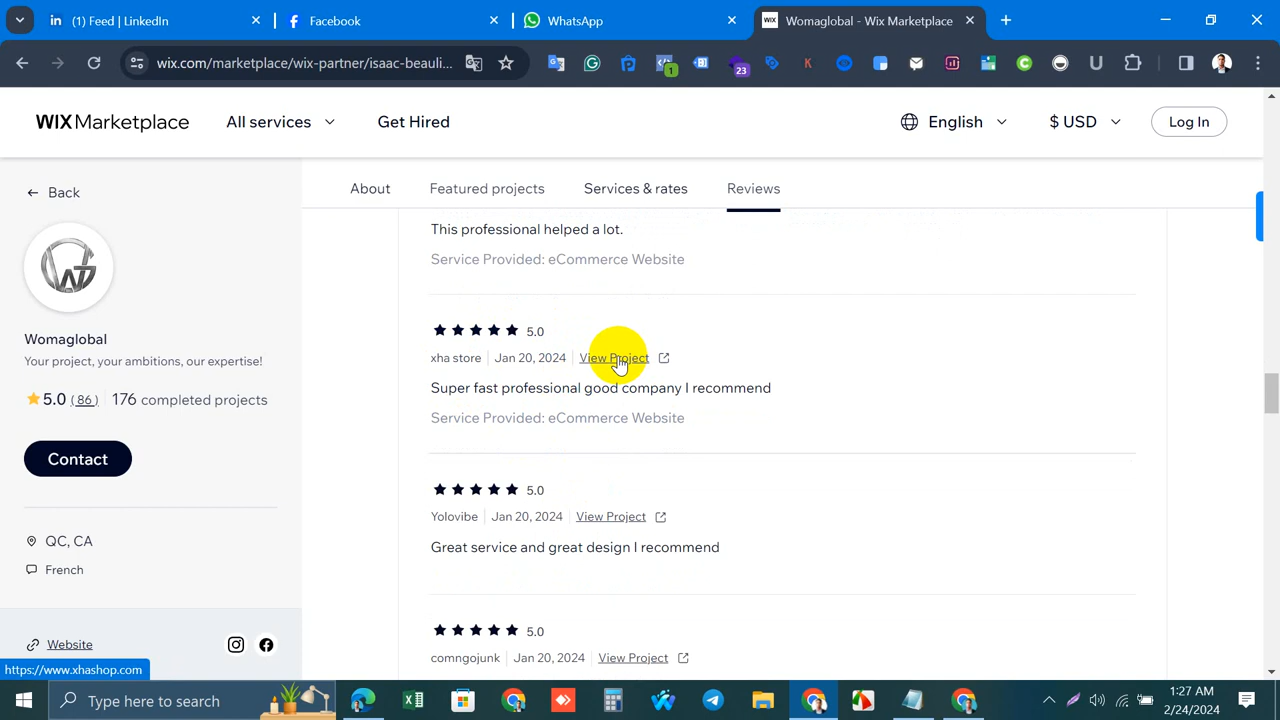 (1) Feed | LinkedIn
Facebook
WhatsApp
WIX Womaglobal - Wix Marketplace
wix.com/marketplace/wix-partner/isaac-beauli...
1
23
K
WIX Marketplace
All services
Get Hired
English
$ USD
Log In
Back
About
Featured projects
Services & rates
Reviews
Womaglobal
Your project, your ambitions, our expertise!
5.0 (86) 176 completed projects
Contact
QC, CA
French
Website
https://www.xhashop.com
This professional helped a lot.
Service Provided: eCommerce Website
5.0
xha store | Jan 20, 2024 | View Project
Super fast professional good company I recommend
Service Provided: eCommerce Website
5.0
Yolovibe | Jan 20, 2024 | View Project
Great service and great design I recommend
5.0
comngojunk | Jan 20, 2024 | View Project
Type here to search
1:27 AM
2/24/2024